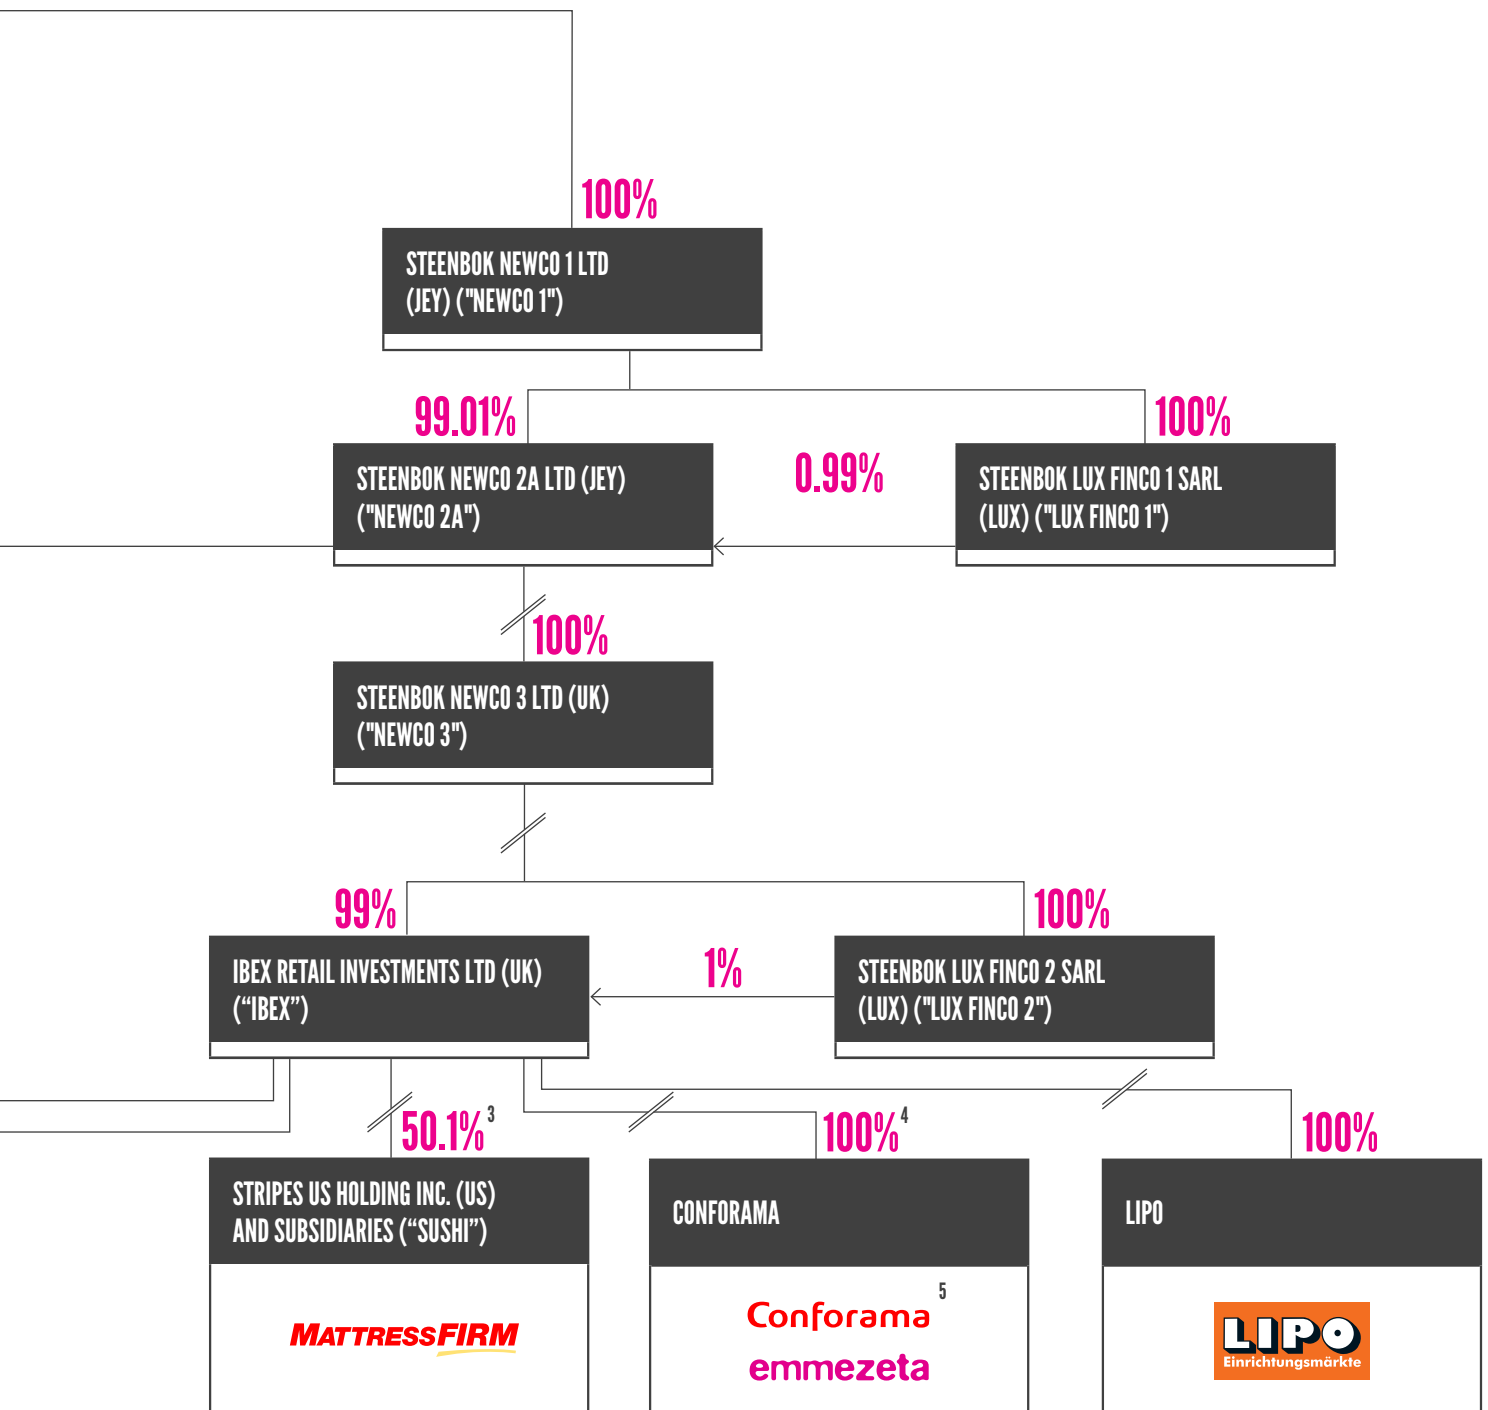 100%
STEENBOK NEWCO 1 LTD
(JEY) ("NEWCO 1")
99.01%
100%
STEENBOK NEWCO 2A LTD (JEY)
("NEWCO 2A")
0.99%
STEENBOK LUX FINCO 1 SARL
(LUX) ("LUX FINCO 1")
100%
STEENBOK NEWCO 3 LTD (UK)
("NEWCO 3")
99%
100%
IBEX RETAIL INVESTMENTS LTD (UK)
(“IBEX”)
1%
STEENBOK LUX FINCO 2 SARL
(LUX) ("LUX FINCO 2")
50.1% 3
100% 4
100%
STRIPES US HOLDING INC. (US)
AND SUBSIDIARIES (“SUSHI”)
CONFORAMA
LIPO
MATTRESSFIRM
Conforama 5
emmezeta
LIPO
Einrichtungsmärkte